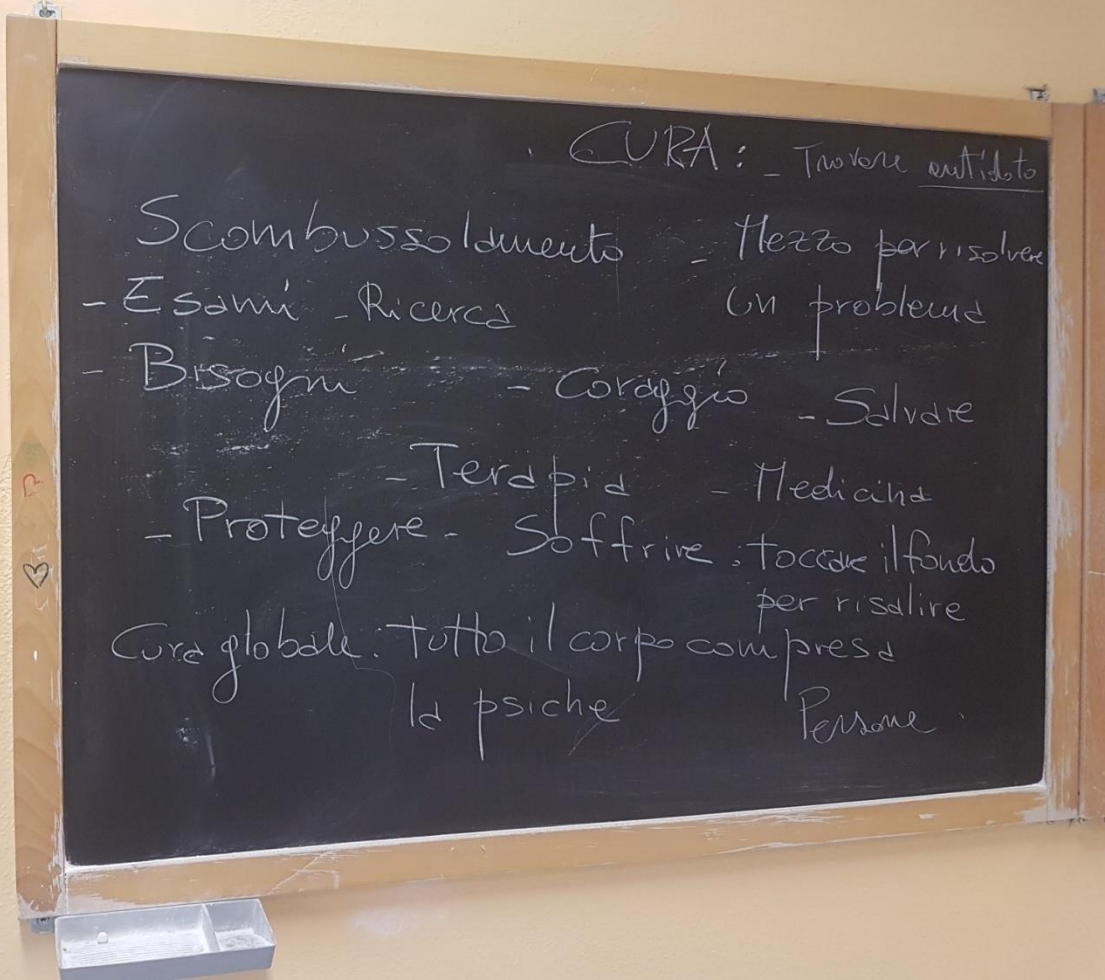 CURA: - Trovare antidoto
Scombussolamento - Mezzo per risolvere
- Esami - Ricerca un problema
- Bisogni - Coraggio - Salvare
- Terapia - Medicina
- Proteggere - Soffrire: toccare il fondo
per risalire
Cura globale: tutto il corpo compresa
la psiche Persone